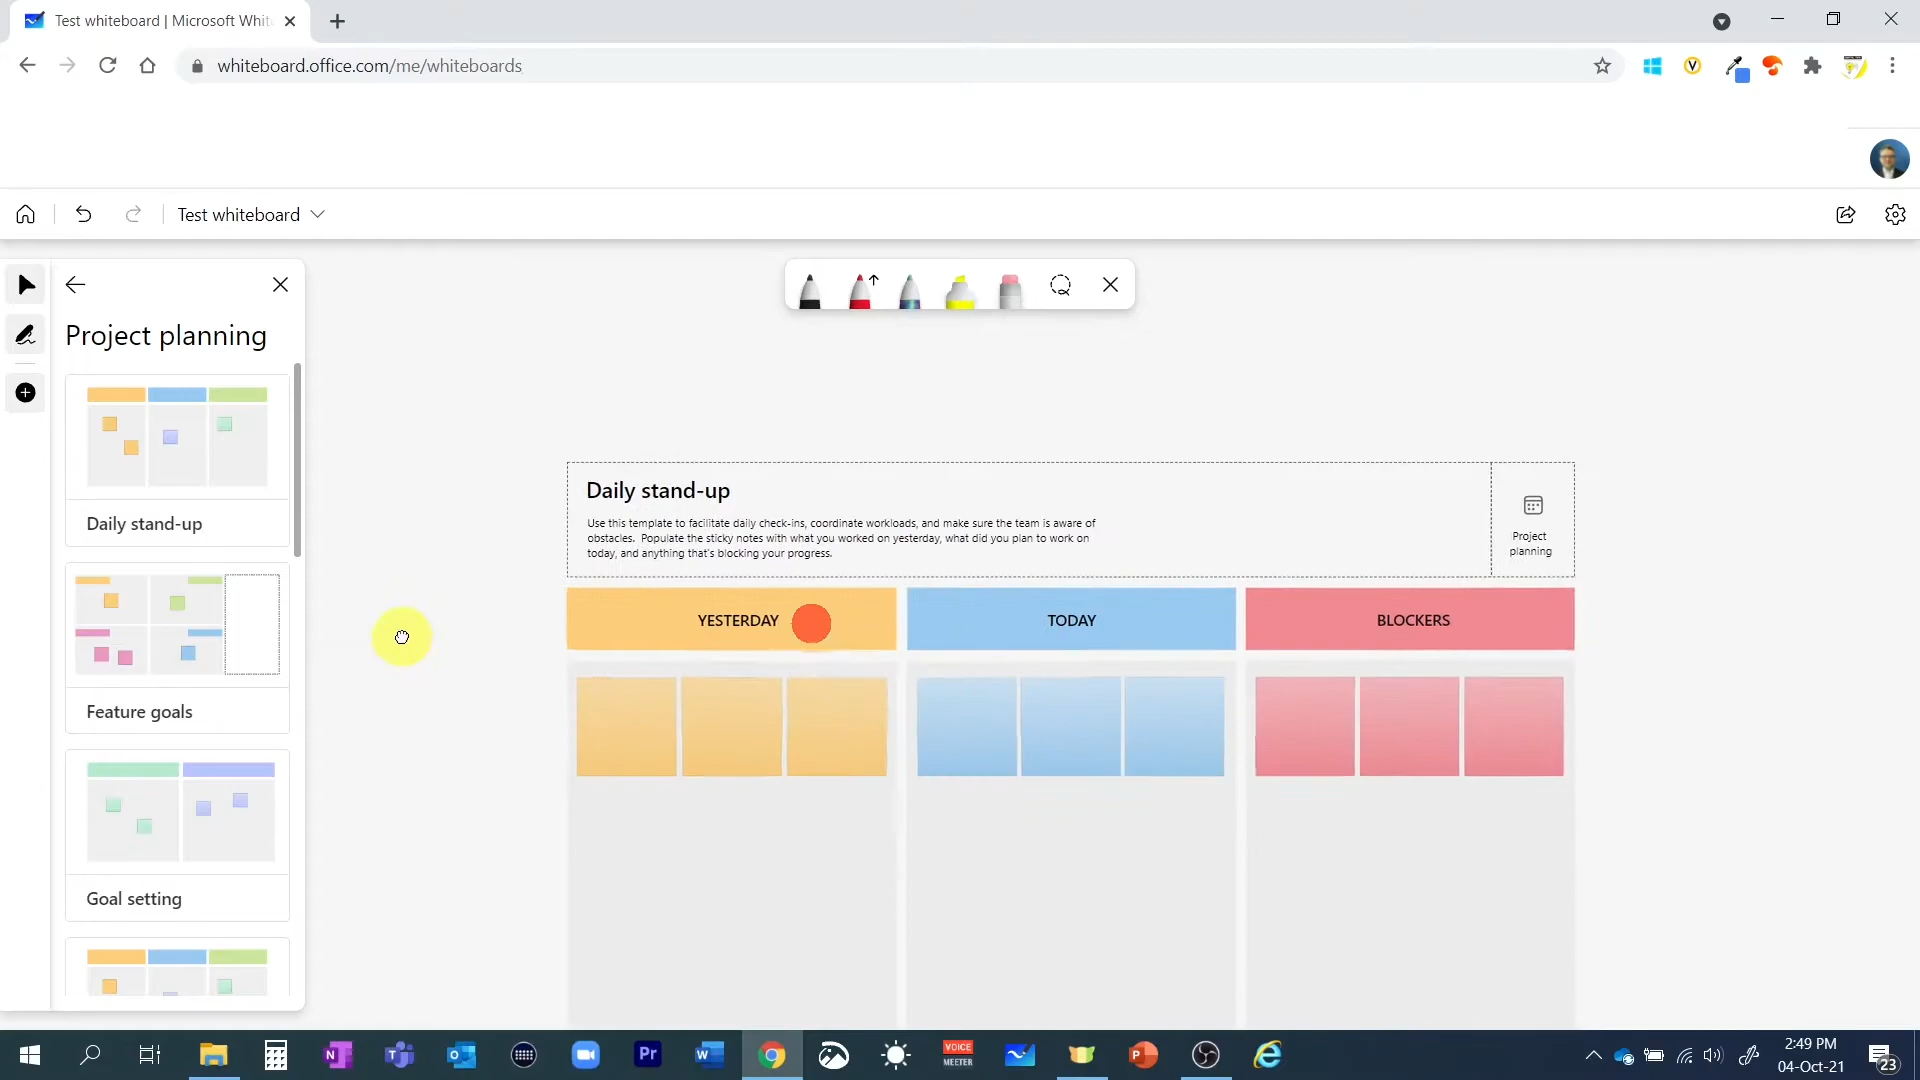 Test whiteboard | Microsoft Whit
whiteboard.office.com/me/whiteboards
Test whiteboard
Project planning
Daily stand-up
Feature goals
Goal setting
Daily stand-up
Use this template to facilitate daily check-ins, coordinate workloads, and make sure the team is aware of
obstacles. Populate the sticky notes with what you worked on yesterday, what did you plan to work on
today, and anything that's blocking your progress.
Project
planning
YESTERDAY
TODAY
BLOCKERS
VOICE
MEETER
Pr
2:49 PM
04-Oct-21
23